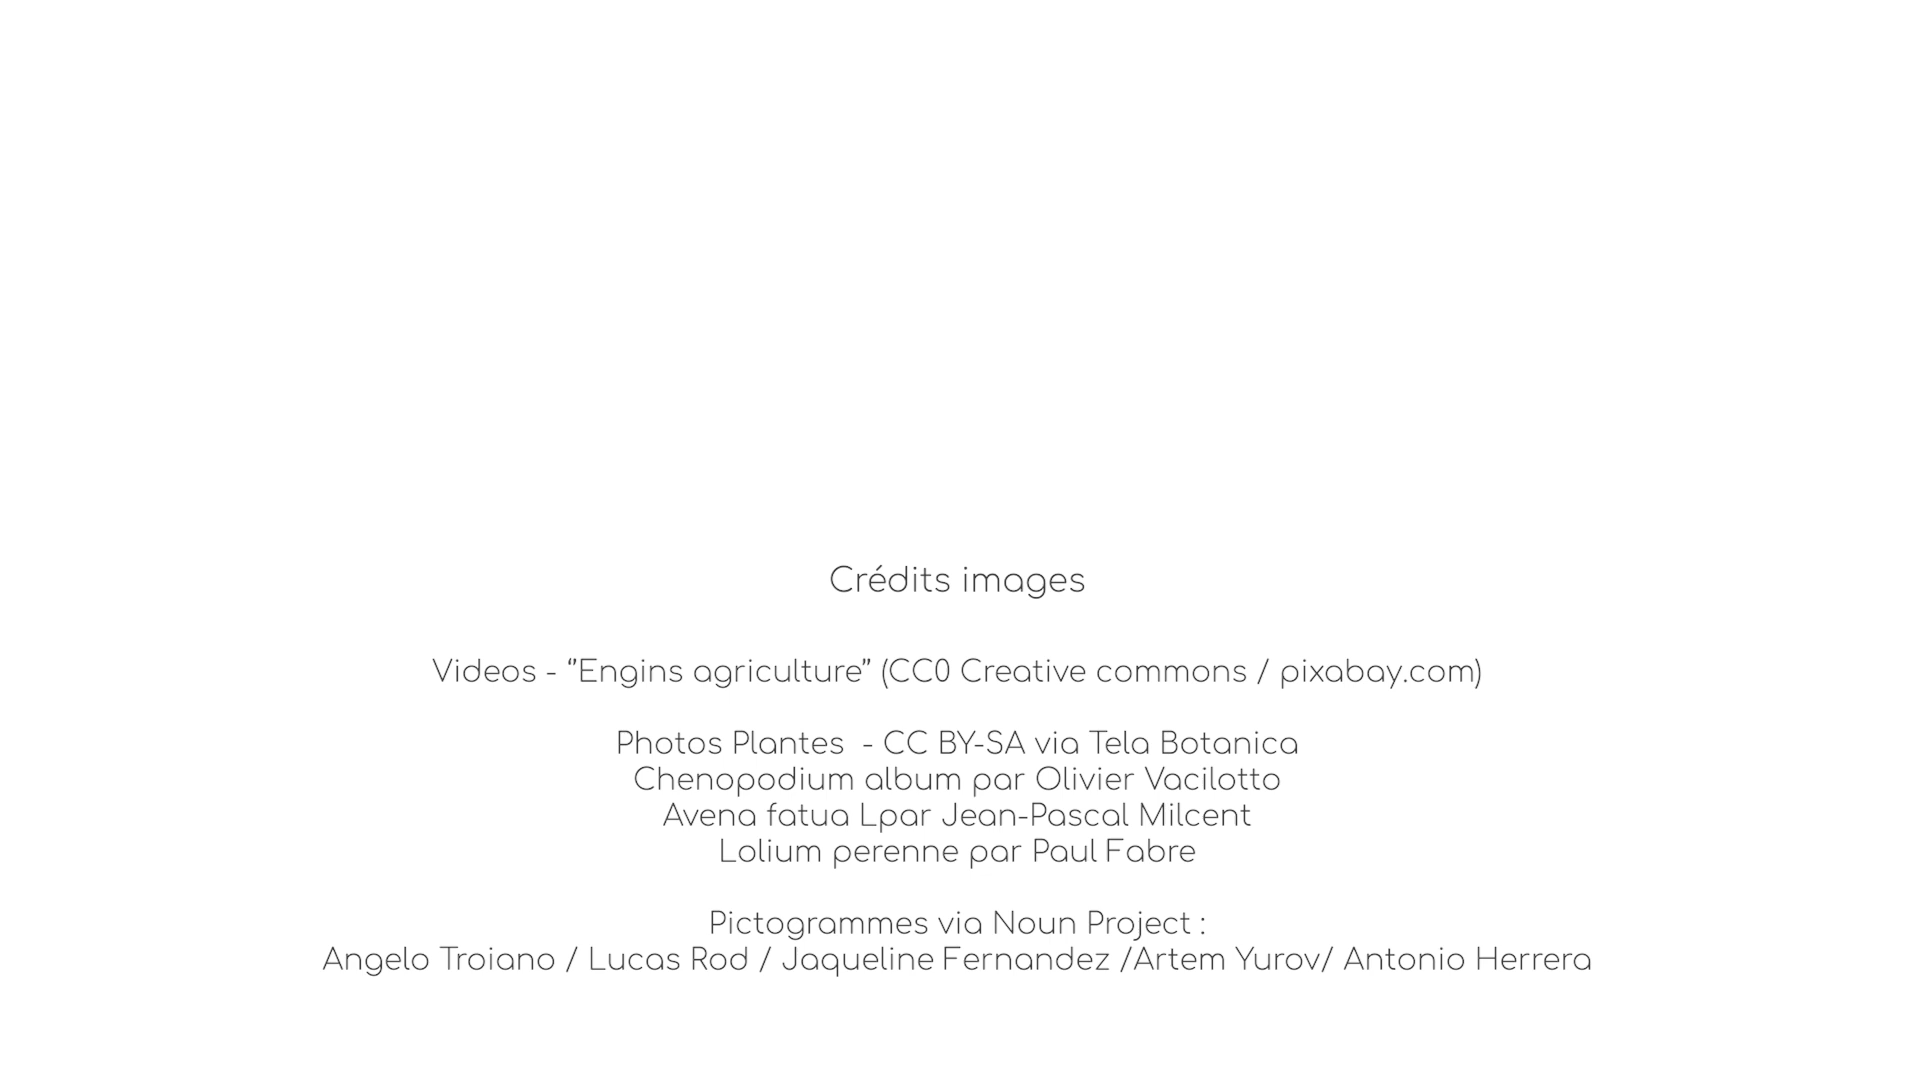 Crédits images
Videos - “Engins agriculture” (CC0 Creative commons / pixabay.com)
Photos Plantes  - CC BY-SA via Tela Botanica
Chenopodium album par Olivier Vacilotto
Avena fatua Lpar Jean-Pascal Milcent
Lolium perenne par Paul Fabre
Pictogrammes via Noun Project :
Angelo Troiano / Lucas Rod / Jaqueline Fernandez /Artem Yurov/ Antonio Herrera